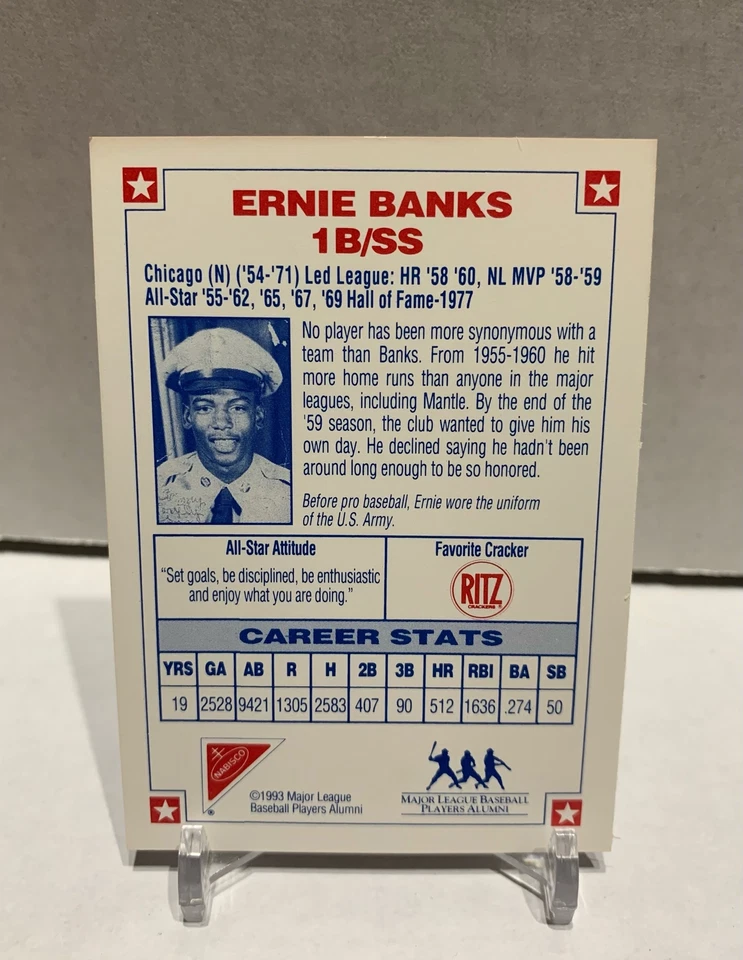 ERNIE BANKS
1B/SS
Chicago (N) ('54-'71) Led League: HR '58 '60, NL MVP '58-'59
All-Star '55-'62, '65, '67, '69 Hall of Fame-1977
No player has been more synonymous with a
team than Banks. From 1955-1960 he hit
more home runs than anyone in the major
leagues, including Mantle. By the end of the
'59 season, the club wanted to give him his
own day. He declined saying he hadn't been
around long enough to be so honored.
Before pro baseball, Ernie wore the uniform
of the U.S. Army.
All-Star Attitude
"Set goals, be disciplined, be enthusiastic
and enjoy what you are doing."
Favorite Cracker
RITZ
CRACKERS®
CAREER STATS
YRS GA AB R H 2B 3B HR RBI BA SB
19 2528 9421 1305 2583 407 90 512 1636 .274 50
NABISCO
®
©1993 Major League
Baseball Players Alumni
MAJOR LEAGUE BASEBALL
PLAYERS ALUMNI